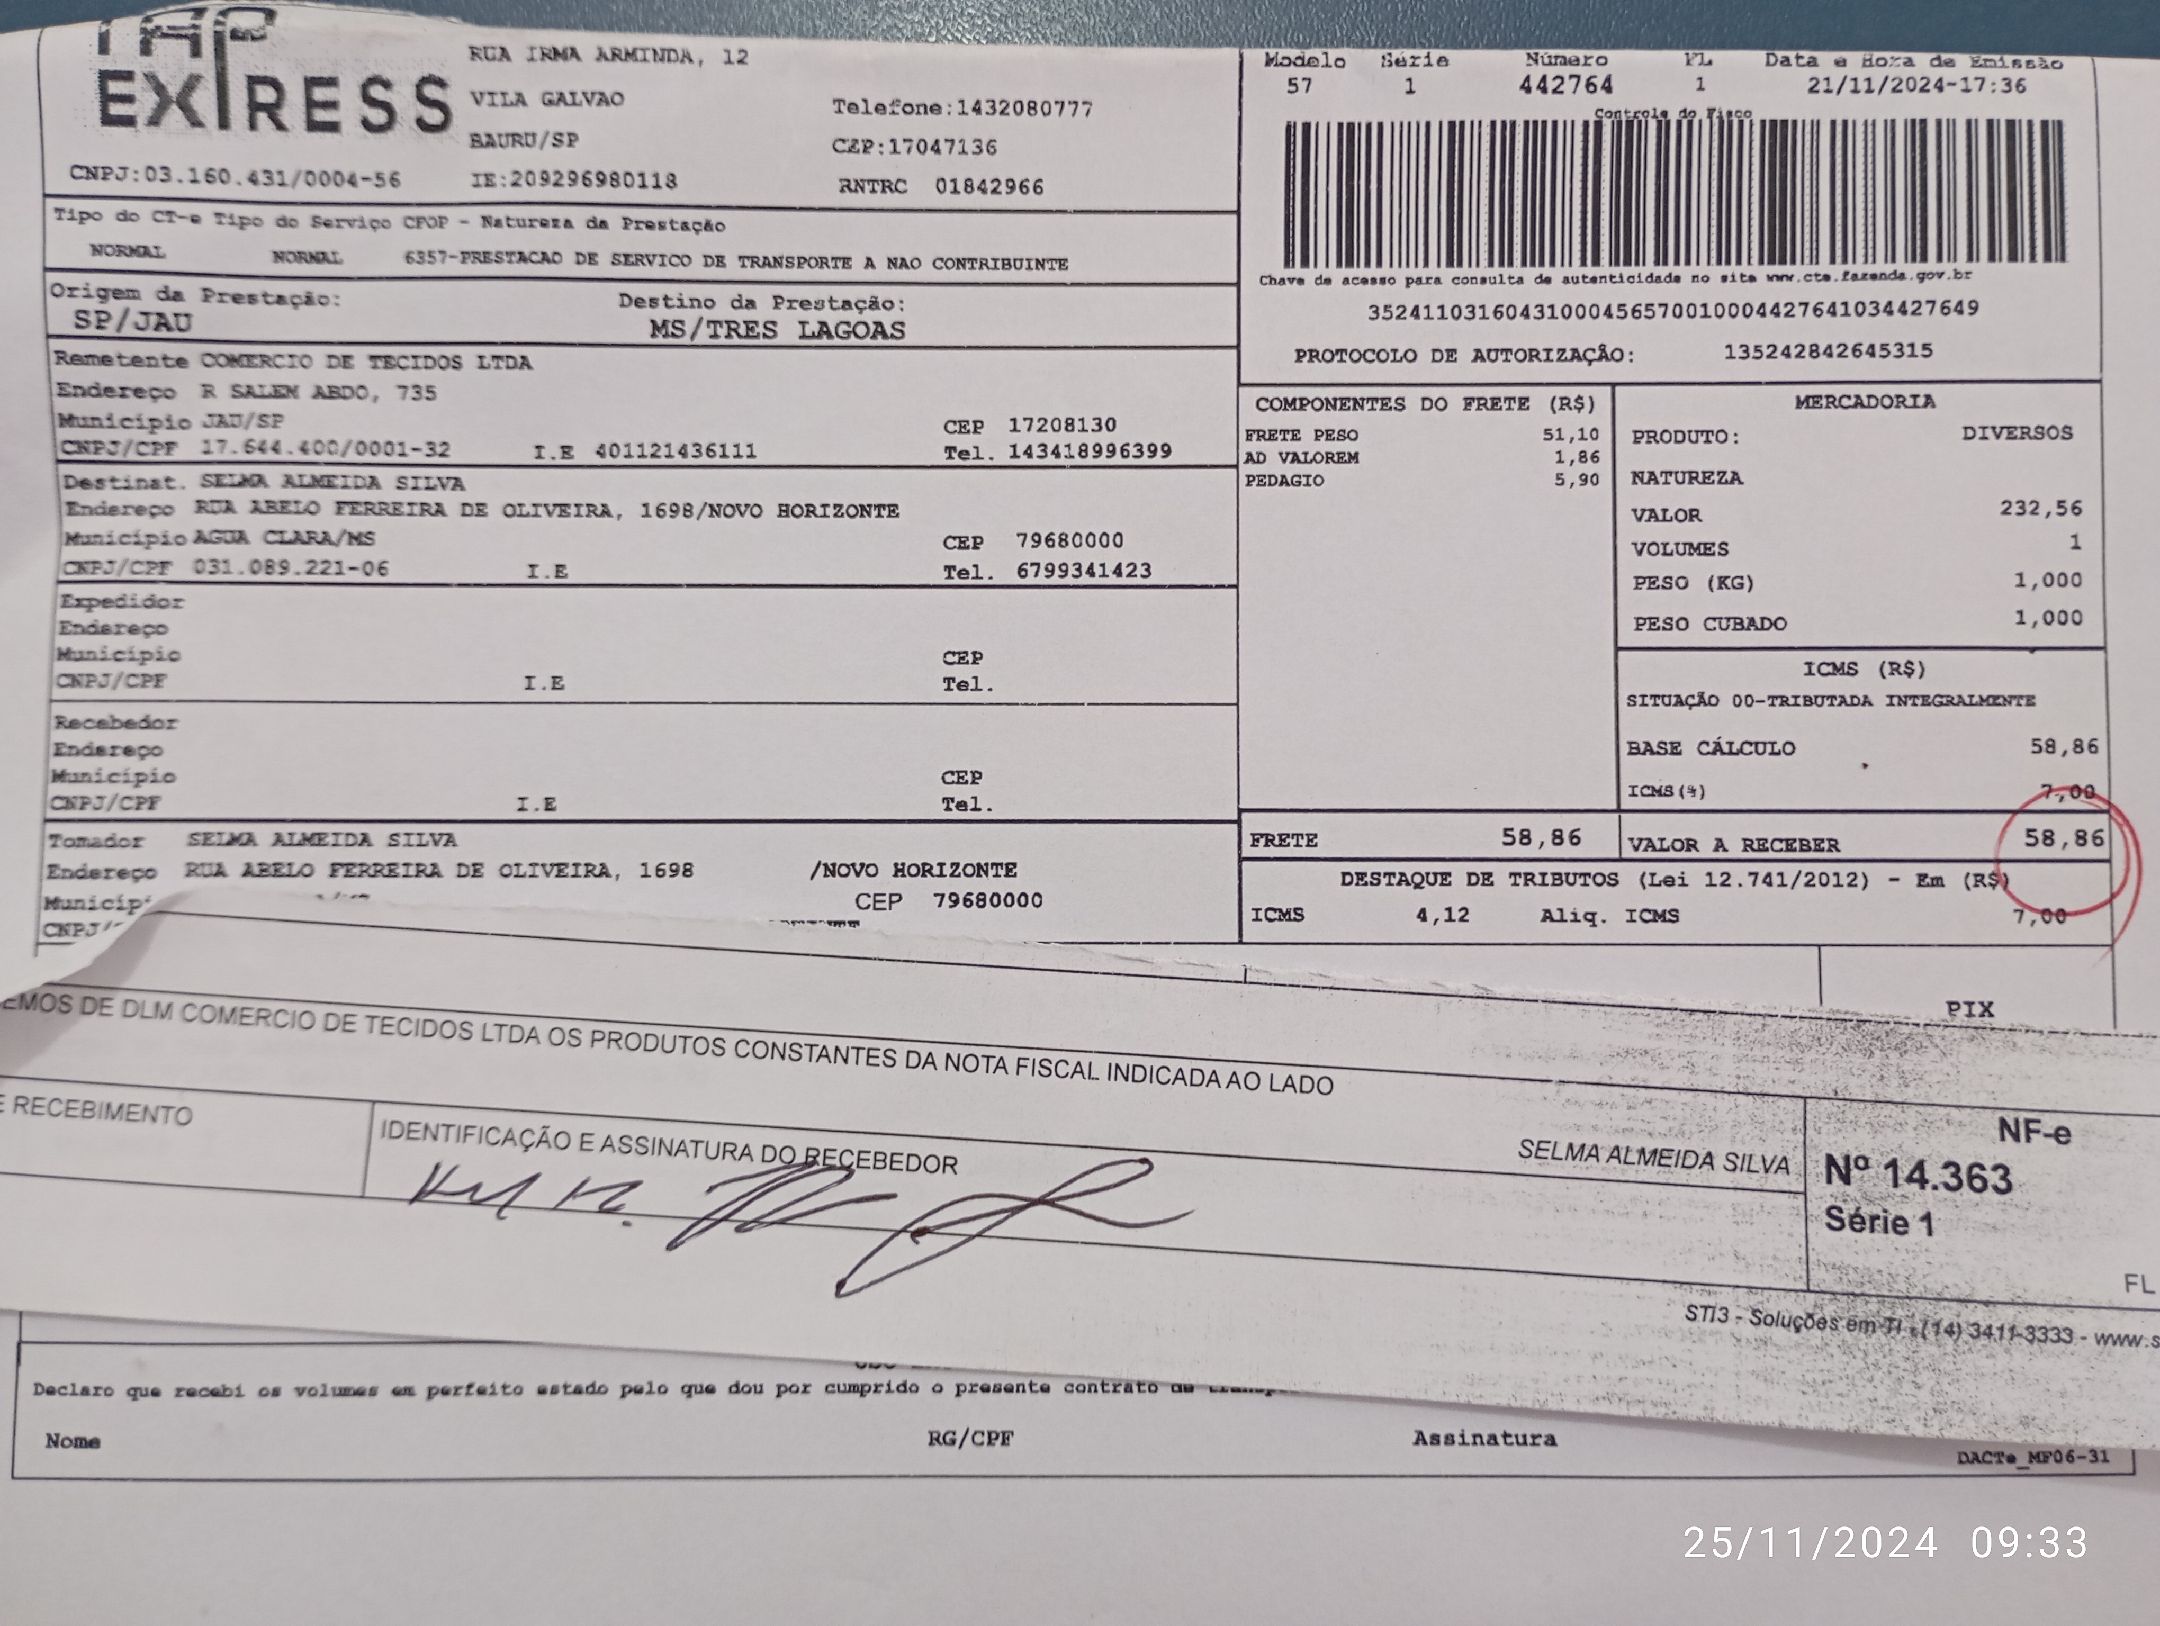 TAP
EXPRESS
RUA IRMA ARMINDA, 12
VILA GALVAO
Telefone:1432080777
BAURU/SP
CEP:17047136
CNPJ:03.160.431/0004-56
IE:209296980118
RNTRC 01842966
Modelo Série Número FL Data e Hora de Emissão
57 1 442764 1 21/11/2024-17:36
Controle do Fisco
Chave de acesso para consulta de autenticidade no site www.cte.fazenda.gov.br
35241103160431000456570010004427641034427649
PROTOCOLO DE AUTORIZAÇÃO: 135242842645315
Tipo do CT-e Tipo do Serviço CFOP - Natureza da Prestação
NORMAL NORMAL 6357-PRESTACAO DE SERVICO DE TRANSPORTE A NAO CONTRIBUINTE
Origem da Prestação: Destino da Prestação:
SP/JAU MS/TRES LAGOAS
Remetente COMERCIO DE TECIDOS LTDA
Endereço R SALEM ABDO, 735
Município JAU/SP CEP 17208130
CNPJ/CPF 17.644.400/0001-32 I.E 401121436111 Tel. 143418996399
Destinat. SELMA ALMEIDA SILVA
Endereço RUA ABELO FERREIRA DE OLIVEIRA, 1698/NOVO HORIZONTE
Município AGUA CLARA/MS CEP 79680000
CNPJ/CPF 031.089.221-06 I.E Tel. 6799341423
Expedidor
Endereço
Município CEP
CNPJ/CPF I.E Tel.
Recebedor
Endereço
Município CEP
CNPJ/CPF I.E Tel.
Tomador SELMA ALMEIDA SILVA
Endereço RUA ABELO FERREIRA DE OLIVEIRA, 1698 /NOVO HORIZONTE
Municíp CEP 79680000
CNPJ/
COMPONENTES DO FRETE (R$)
FRETE PESO 51,10
AD VALOREM 1,86
PEDAGIO 5,90
MERCADORIA
PRODUTO: DIVERSOS
NATUREZA
VALOR 232,56
VOLUMES 1
PESO (KG) 1,000
PESO CUBADO 1,000
ICMS (R$)
SITUAÇÃO 00-TRIBUTADA INTEGRALMENTE
BASE CÁLCULO 58,86
ICMS(%) 7,00
FRETE 58,86 VALOR A RECEBER 58,86
DESTAQUE DE TRIBUTOS (Lei 12.741/2012) - Em (R$)
ICMS 4,12 Aliq. ICMS 7,00
PIX
EMOS DE DLM COMERCIO DE TECIDOS LTDA OS PRODUTOS CONSTANTES DA NOTA FISCAL INDICADA AO LADO
E RECEBIMENTO
IDENTIFICAÇÃO E ASSINATURA DO RECEBEDOR
SELMA ALMEIDA SILVA
NF-e
Nº 14.363
Série 1
FL
STI3 - Soluções em TI - (14) 3411-3333 - www.s
Declaro que recebi os volumes em perfeito estado pelo que dou por cumprido o presente contrato de
Nome RG/CPF Assinatura
DACTe_MF06-31
25/11/2024 09:33